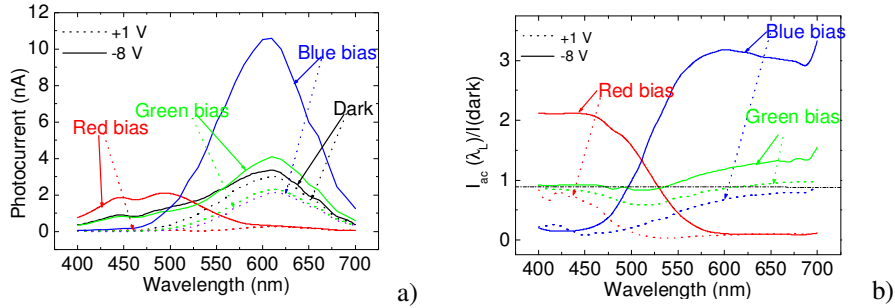 12
10
8
6
4
2
0
Photocurrent (nA)
+1 V
-8 V
Blue bias
Green bias
Dark
Red bias
400 450 500 550 600 650 700
Wavelength (nm)
a)
3
2
1
0
I_ac (λ_L)/I(dark)
+1 V
-8 V
Blue bias
Red bias
Green bias
400 450 500 550 600 650 700
Wavelength (nm)
b)